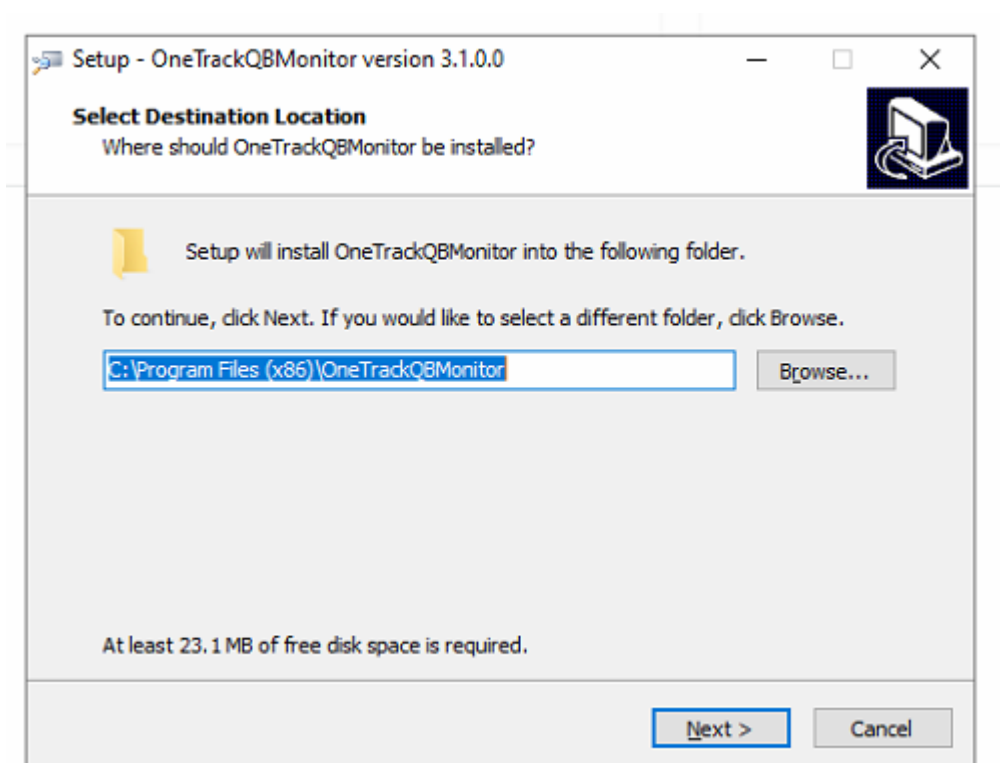 Setup - OneTrackQBMonitor version 3.1.0.0
Select Destination Location
Where should OneTrackQBMonitor be installed?
Setup will install OneTrackQBMonitor into the following folder.
To continue, click Next. If you would like to select a different folder, click Browse.
C:\Program Files (x86)\OneTrackQBMonitor
Browse...
At least 23.1 MB of free disk space is required.
Next >
Cancel